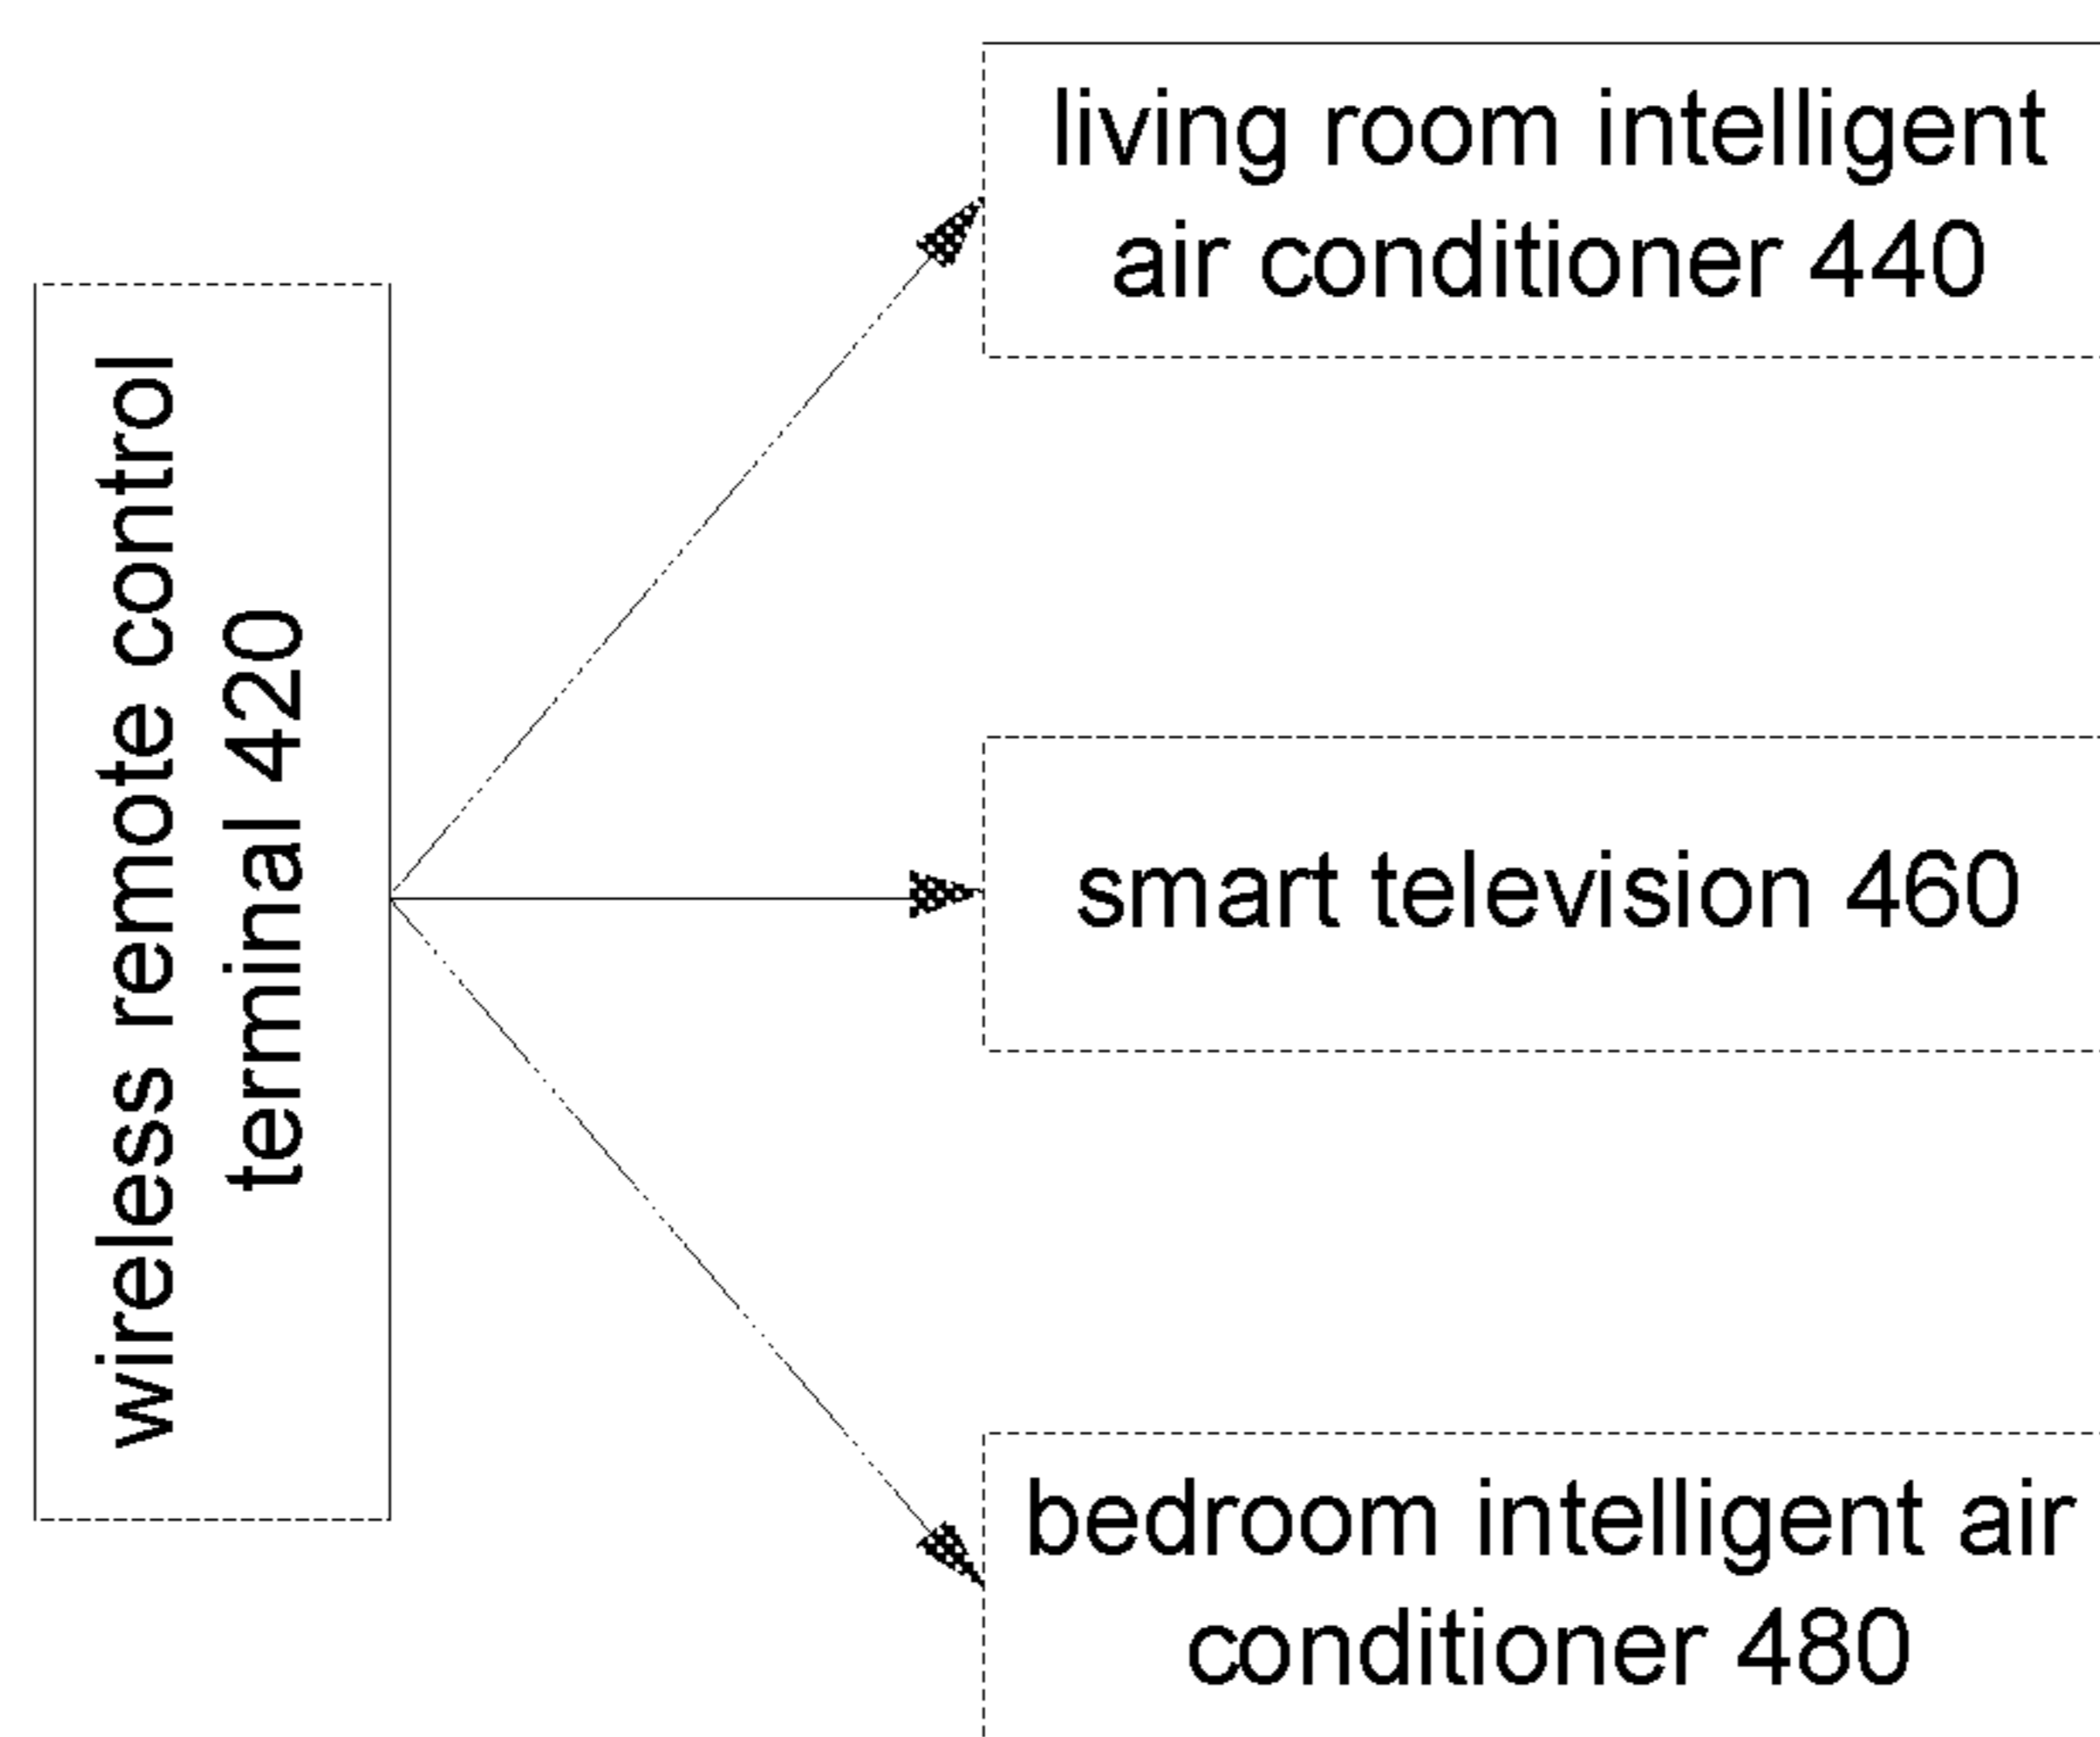 wireless remote control
terminal 420
living room intelligent
air conditioner 440
smart television 460
bedroom intelligent air
conditioner 480